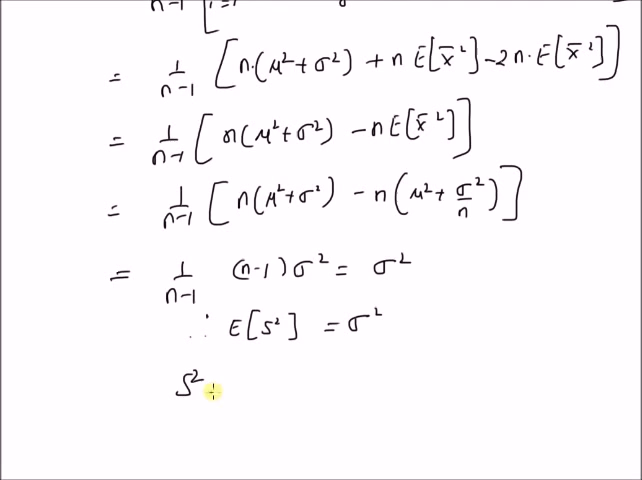 = 1/(n-1) [n·(μ²+σ²) + n E[x̄²] - 2n·E[x̄²]]
= 1/(n-1) [n(μ²+σ²) - nE[x̄²]]
= 1/(n-1) [n(μ²+σ²) - n(μ² + σ²/n)]
= 1/(n-1) (n-1)σ² = σ²
∴ E[S²] = σ²
S²